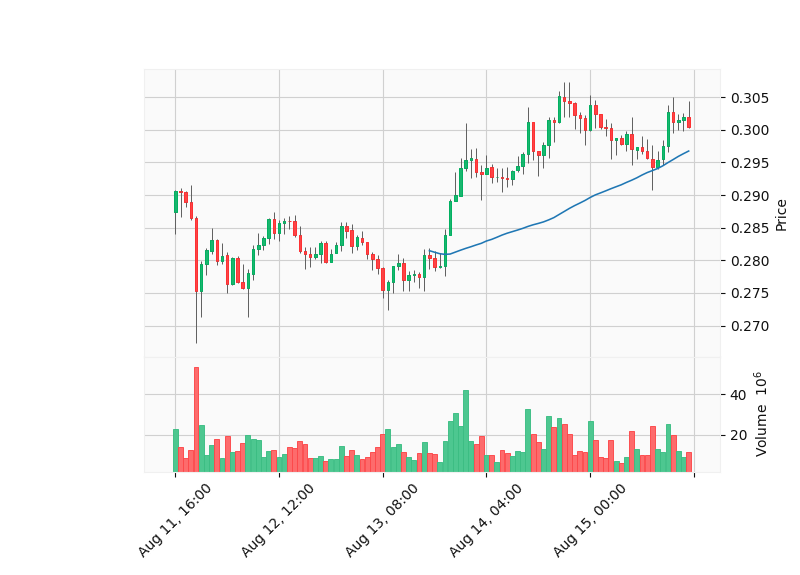 0.305
0.300
0.295
0.290
0.285
0.280
0.275
0.270
Price
40
20
Volume 10⁶
Aug 11, 16:00
Aug 12, 12:00
Aug 13, 08:00
Aug 14, 04:00
Aug 15, 00:00